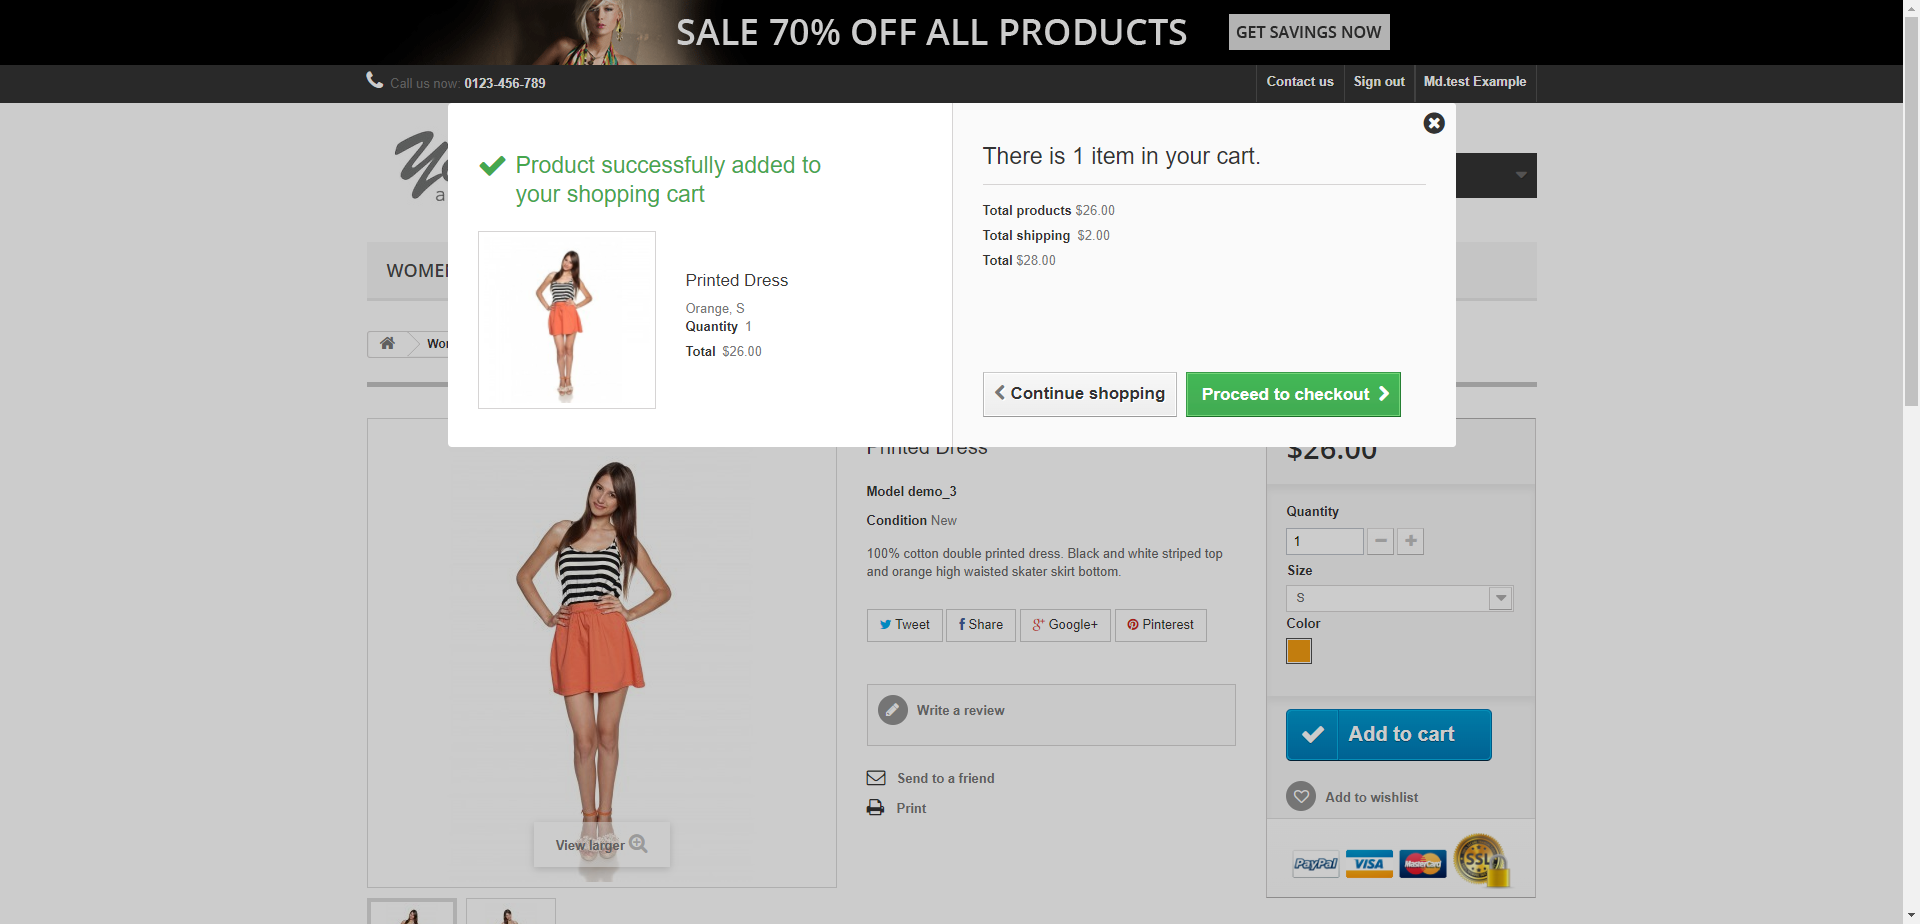 SALE 70% OFF ALL PRODUCTS
GET SAVINGS NOW
Call us now: 0123-456-789
Contact us
Sign out
Md.test Example
Product successfully added to
your shopping cart
Printed Dress
Orange, S
Quantity 1
Total $26.00
There is 1 item in your cart.
Total products $26.00
Total shipping $2.00
Total $28.00
Continue shopping
Proceed to checkout
Printed Dress
Model demo_3
Condition New
100% cotton double printed dress. Black and white striped top
and orange high waisted skater skirt bottom.
Tweet
Share
Google+
Pinterest
Write a review
Send to a friend
Print
View larger
$26.00
Quantity
1
Size
S
Color
Add to cart
Add to wishlist
PayPal
VISA
MasterCard
SSL